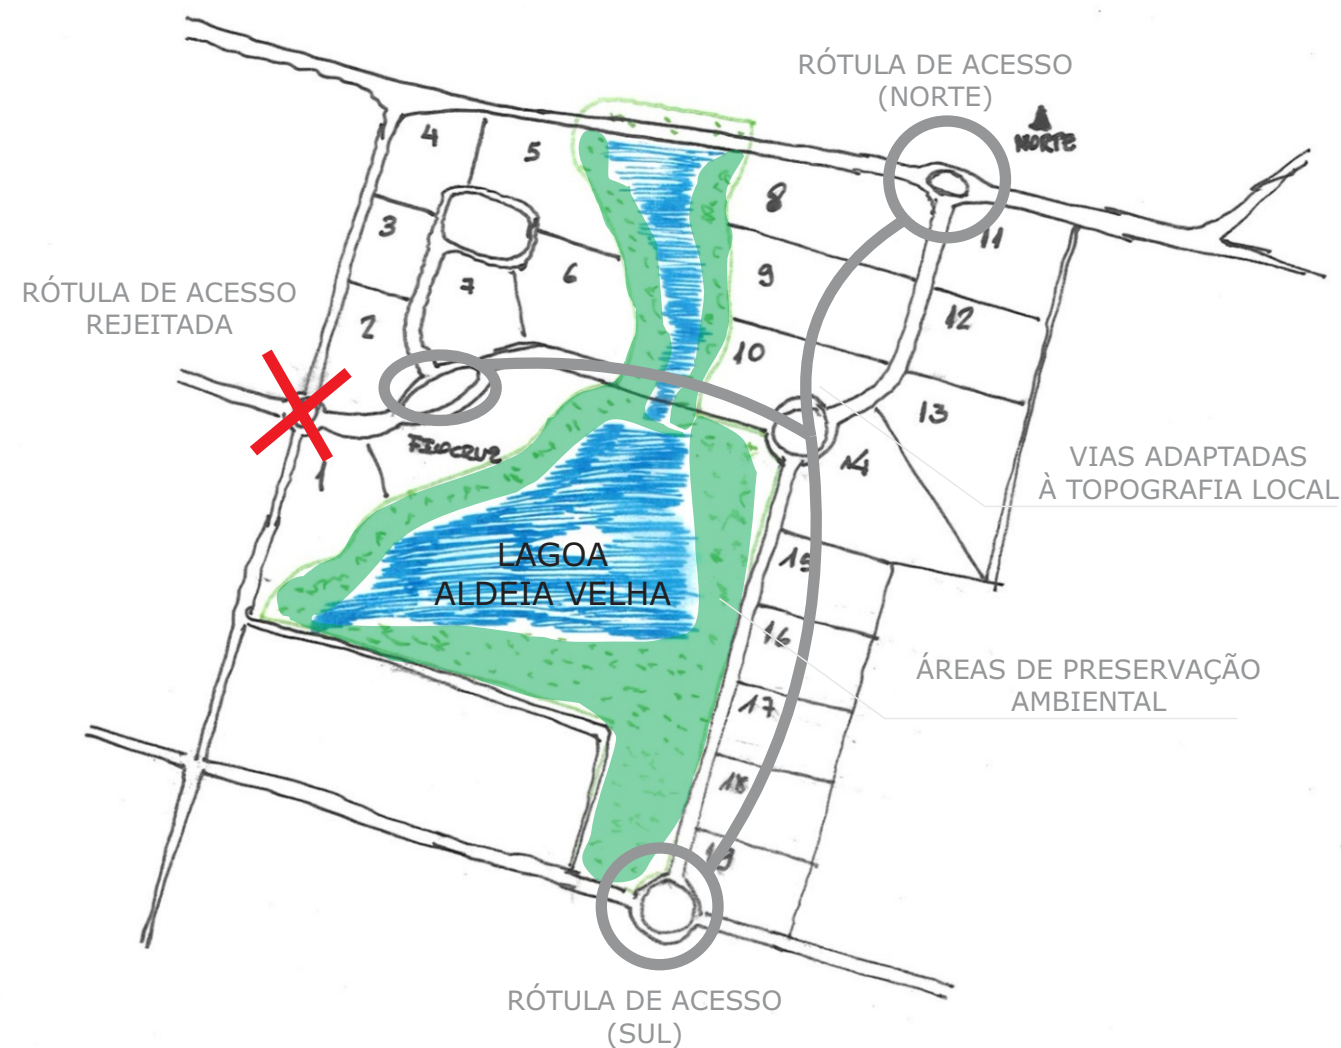 RÓTULA DE ACESSO
(NORTE)
NORTE
4
5
8
3
11
6
9
7
RÓTULA DE ACESSO
REJEITADA
2
12
10
13
FIOCRUZ
14
VIAS ADAPTADAS
À TOPOGRAFIA LOCAL
1
LAGOA
ALDEIA VELHA
15
16
ÁREAS DE PRESERVAÇÃO
AMBIENTAL
17
18
19
RÓTULA DE ACESSO
(SUL)